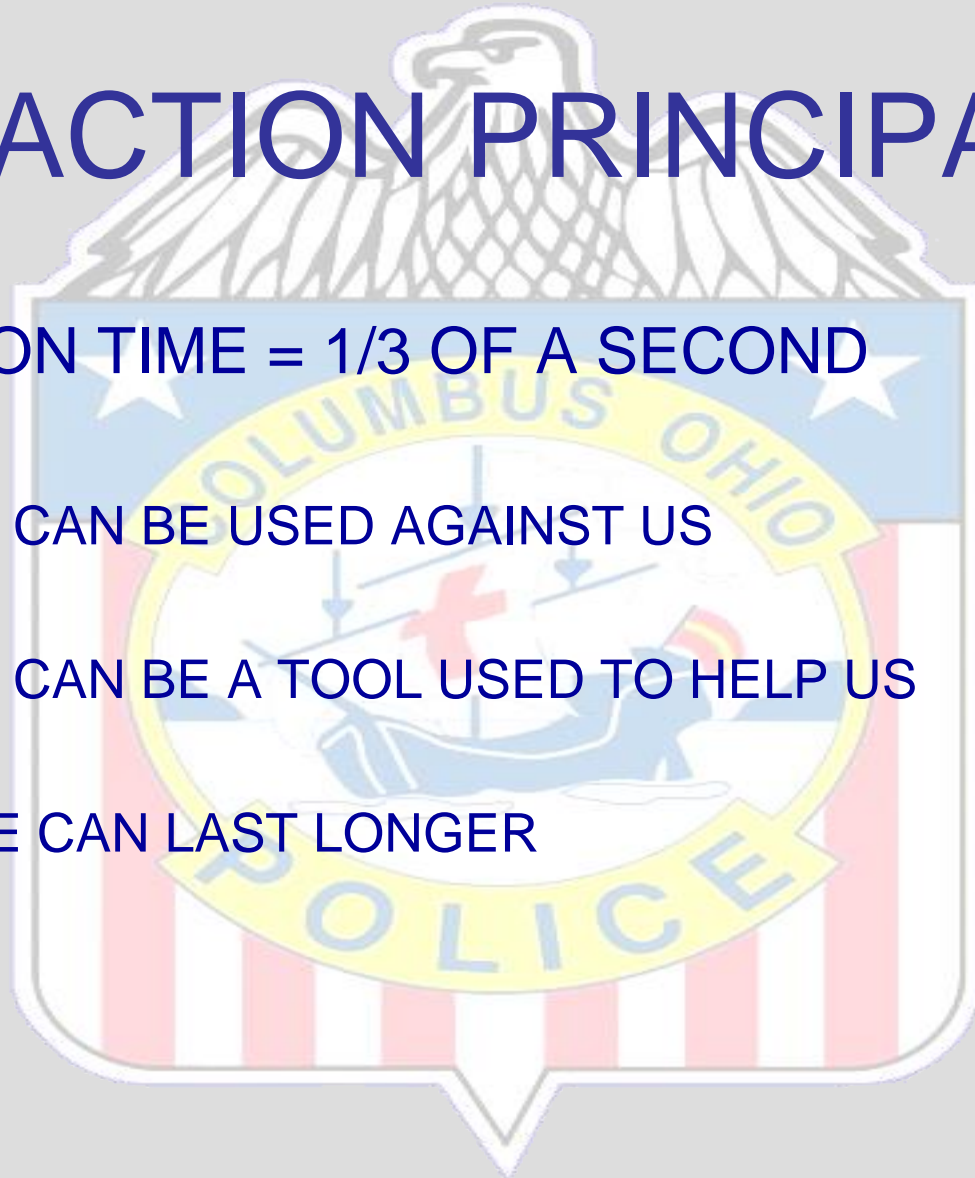 ACTION PRINCIPA
ON TIME = 1/3 OF A SECOND
COLUMBUS OHIO
CAN BE USED AGAINST US
CAN BE A TOOL USED TO HELP US
E CAN LAST LONGER
POLICE